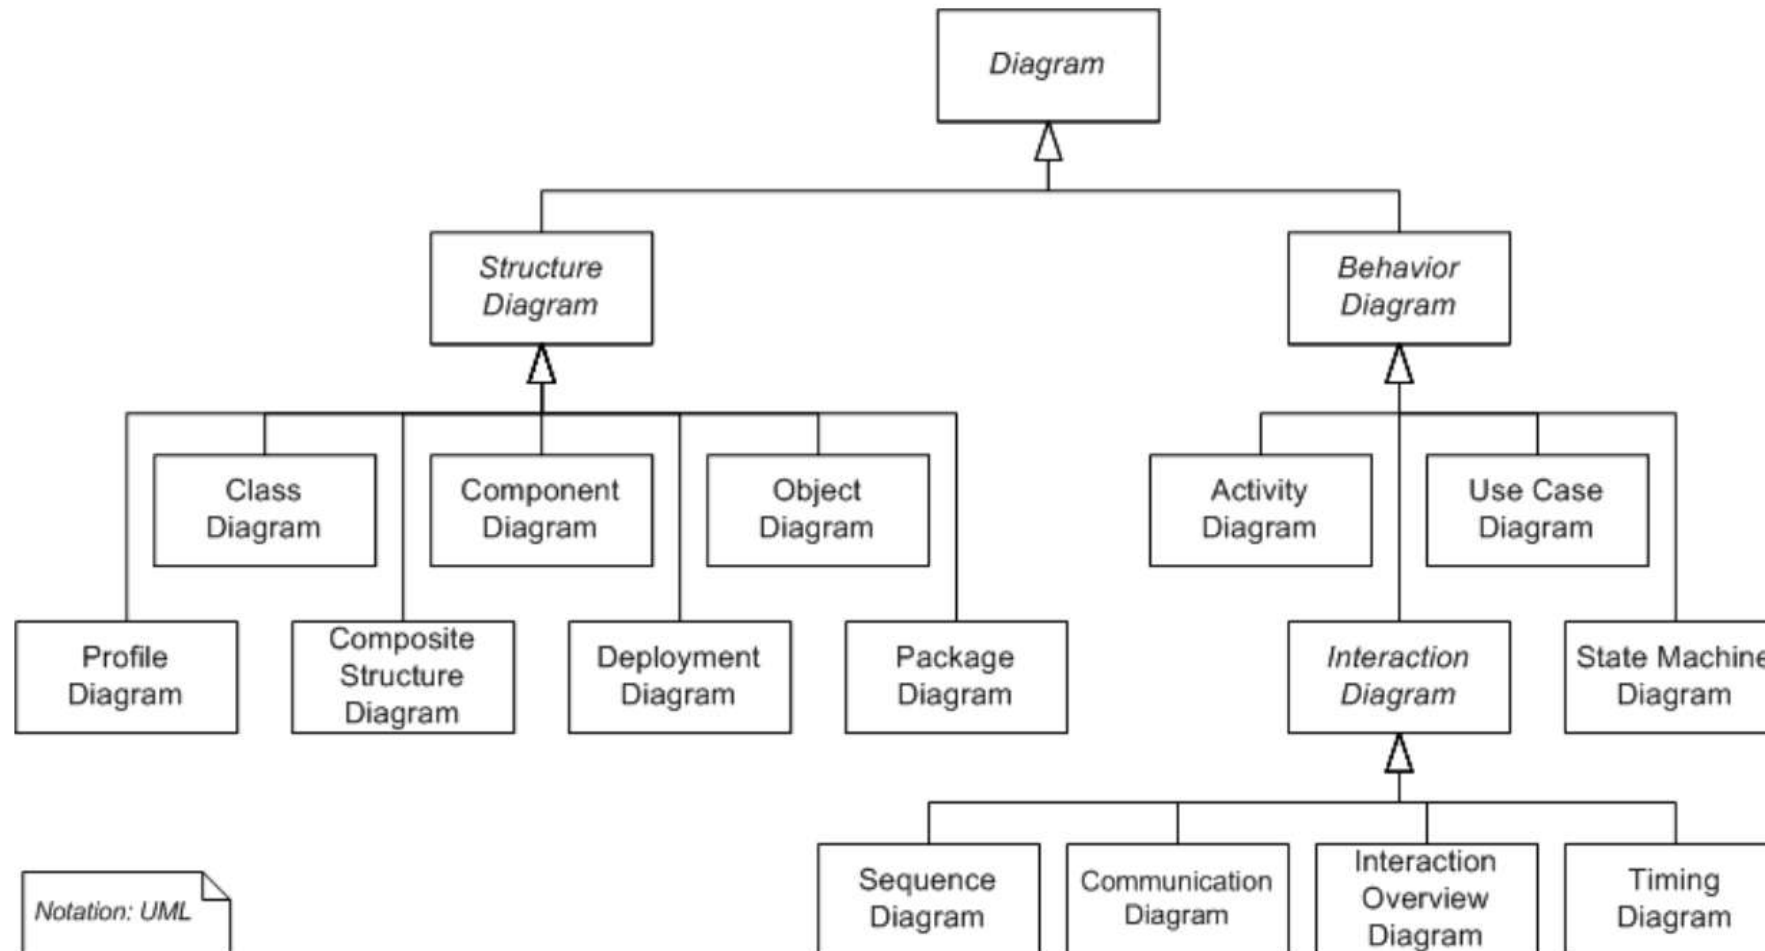 Diagram
Structure
Diagram
Behavior
Diagram
Class
Diagram
Component
Diagram
Object
Diagram
Activity
Diagram
Use Case
Diagram
Profile
Diagram
Composite
Structure
Diagram
Deployment
Diagram
Package
Diagram
Interaction
Diagram
State Machine
Diagram
Sequence
Diagram
Communication
Diagram
Interaction
Overview
Diagram
Timing
Diagram
Notation: UML